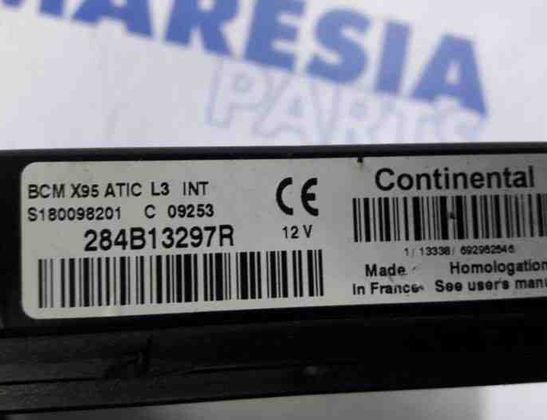 MARESIA
PARTS
BCM X95 ATIC L3 INT
S180098201 C 09253
284B13297R
12 V
CE
Continental
1/ 13338/ 692982646
Made In France
Homologation
See user's manu